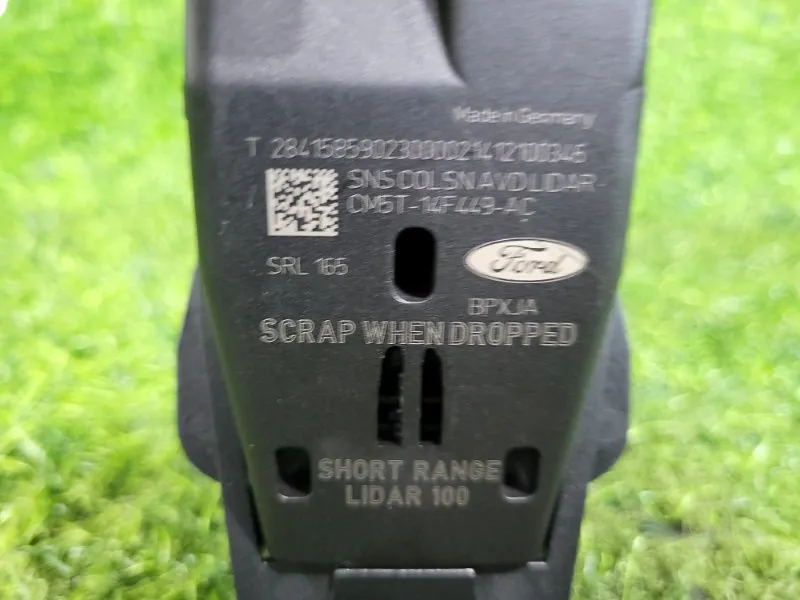 Made in Germany
T 28415859023000021412100346
SNS COLSN AVD LIDAR
CM5T-14F449-AC
SRL 165
Ford
BPXJA
SCRAP WHEN DROPPED
SHORT RANGE
LIDAR 100